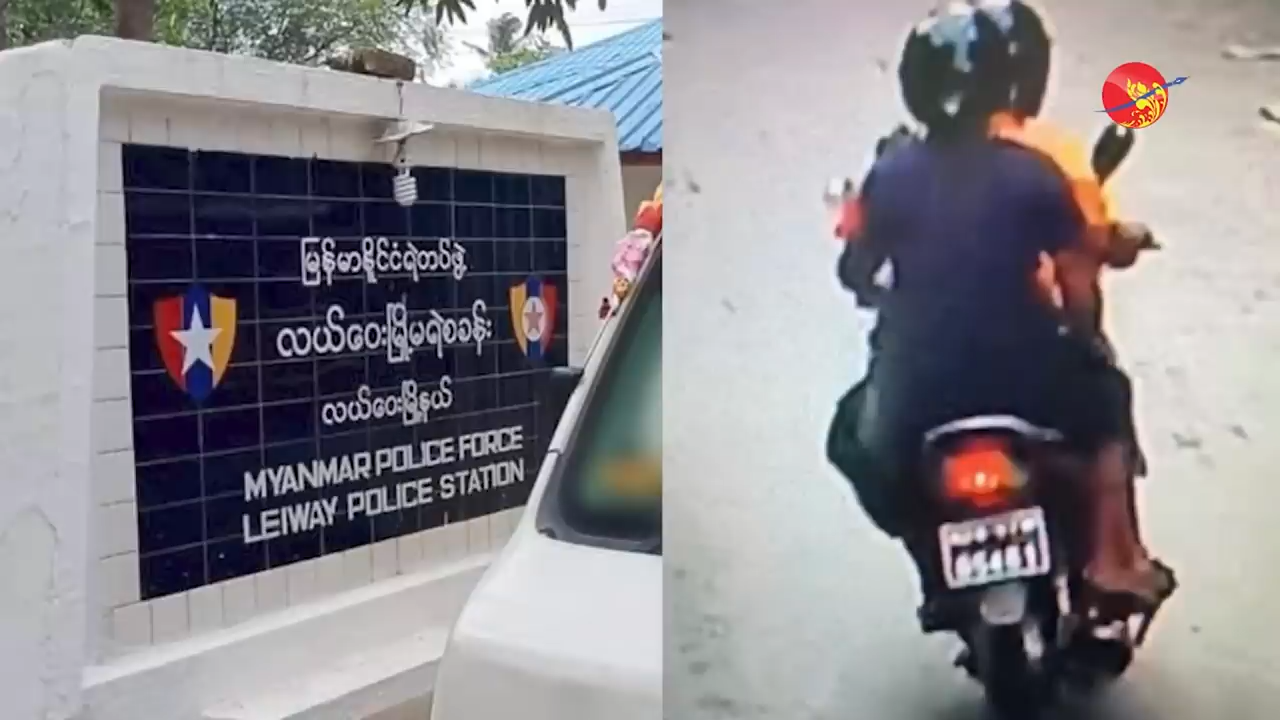 မြန်မာနိုင်ငံရဲတပ်ဖွဲ့
လယ်ဝေးမြို့မရဲစခန်း
လယ်ဝေးမြို့နယ်
MYANMAR POLICE FORCE
LEIWAY POLICE STATION